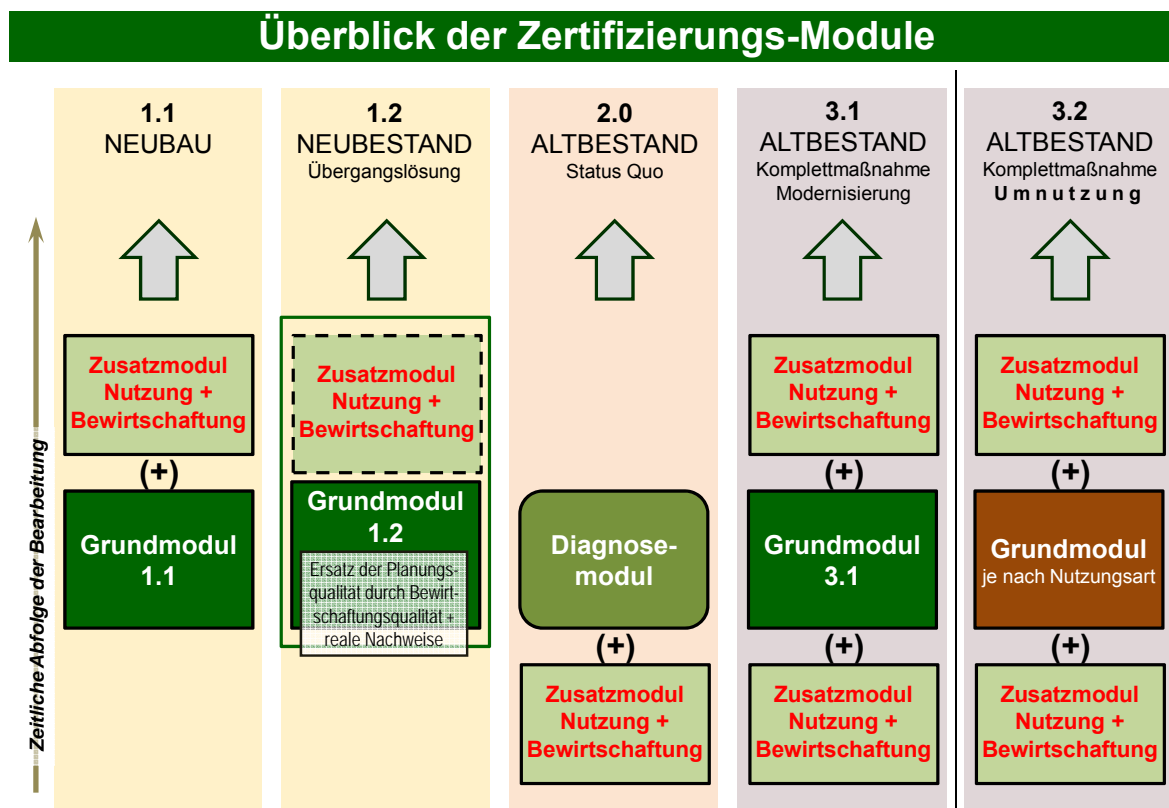 Überblick der Zertifizierungs-Module
1.1
NEUBAU
1.2
NEUBESTAND
Übergangslösung
2.0
ALTBESTAND
Status Quo
3.1
ALTBESTAND
Komplettmaßnahme
Modernisierung
3.2
ALTBESTAND
Komplettmaßnahme
Umnutzung
Zeitliche Abfolge der Bearbeitung
Zusatzmodul
Nutzung +
Bewirtschaftung
(+)
Grundmodul
1.1
Zusatzmodul
Nutzung +
Bewirtschaftung
Grundmodul
1.2
Ersatz der Planungs-
qualität durch Bewirt-
schaftungsqualität +
reale Nachweise
Diagnose-
modul
(+)
Zusatzmodul
Nutzung +
Bewirtschaftung
Zusatzmodul
Nutzung +
Bewirtschaftung
(+)
Grundmodul
3.1
(+)
Zusatzmodul
Nutzung +
Bewirtschaftung
Zusatzmodul
Nutzung +
Bewirtschaftung
(+)
Grundmodul
je nach Nutzungsart
(+)
Zusatzmodul
Nutzung +
Bewirtschaftung